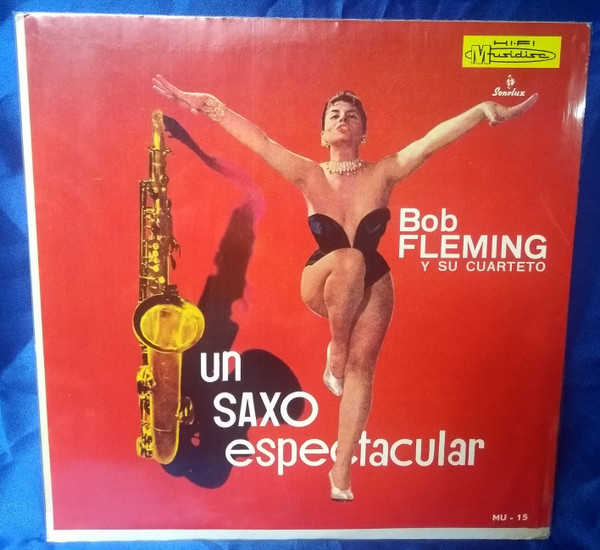 HI-FI
Musidisc
Sonolux
Bob
FLEMING
Y SU CUARTETO
un
SAXO
espectacular
MU - 15